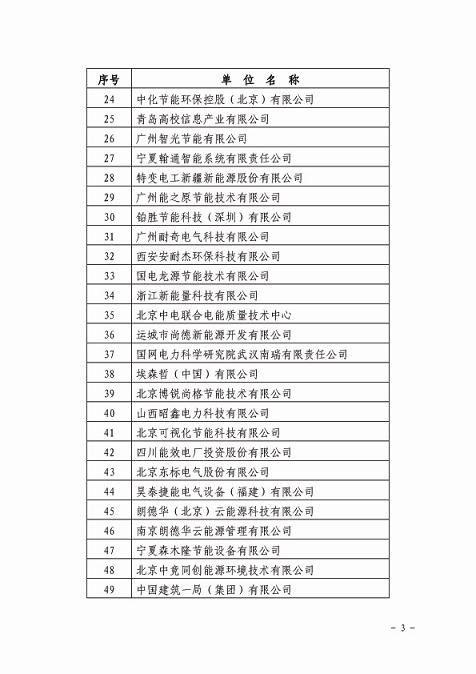 序号 单位名称
24 中化节能环保控股（北京）有限公司
25 青岛高校信息产业有限公司
26 广州智光节能有限公司
27 宁夏翰通智能系统有限责任公司
28 特变电工新疆新能源股份有限公司
29 广州能之原节能技术有限公司
30 铂胜节能科技（深圳）有限公司
31 广州耐奇电气科技有限公司
32 西安安耐杰环保科技有限公司
33 国电龙源节能技术有限公司
34 浙江新能量科技有限公司
35 北京中电联合电能质量技术中心
36 运城市尚德新能源开发有限公司
37 国网电力科学研究院武汉南瑞有限责任公司
38 埃森哲（中国）有限公司
39 北京博锐尚格节能技术有限公司
40 山西昭鑫电力科技有限公司
41 北京可视化节能科技有限公司
42 四川能效电厂投资股份有限公司
43 北京东标电气股份有限公司
44 昊泰捷能电气设备（福建）有限公司
45 朗德华（北京）云能源科技有限公司
46 南京朗德华云能源管理有限公司
47 宁夏森木隆节能设备有限公司
48 北京中竞同创能源环境技术有限公司
49 中国建筑一局（集团）有限公司
- 3 -